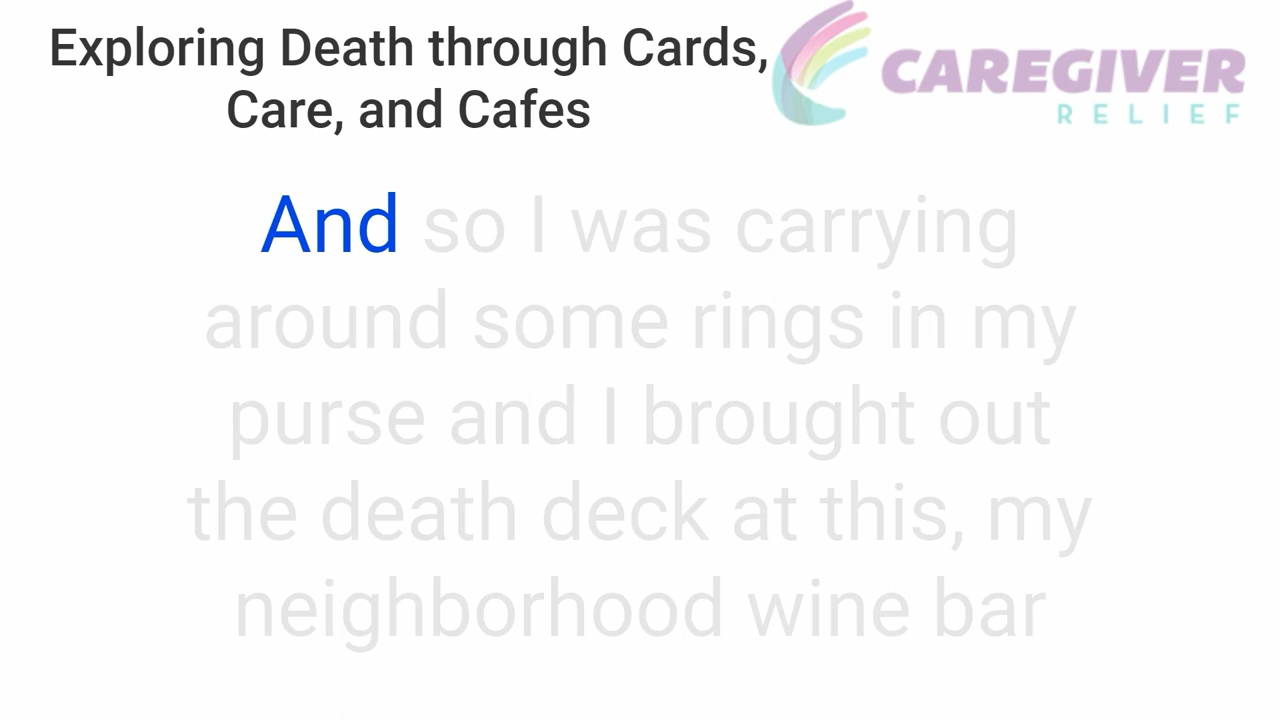 Exploring Death through Cards,
Care, and Cafes
CAREGIVER
RELIEF
And so I was carrying
around some rings in my
purse and I brought out
the death deck at this, my
neighborhood wine bar